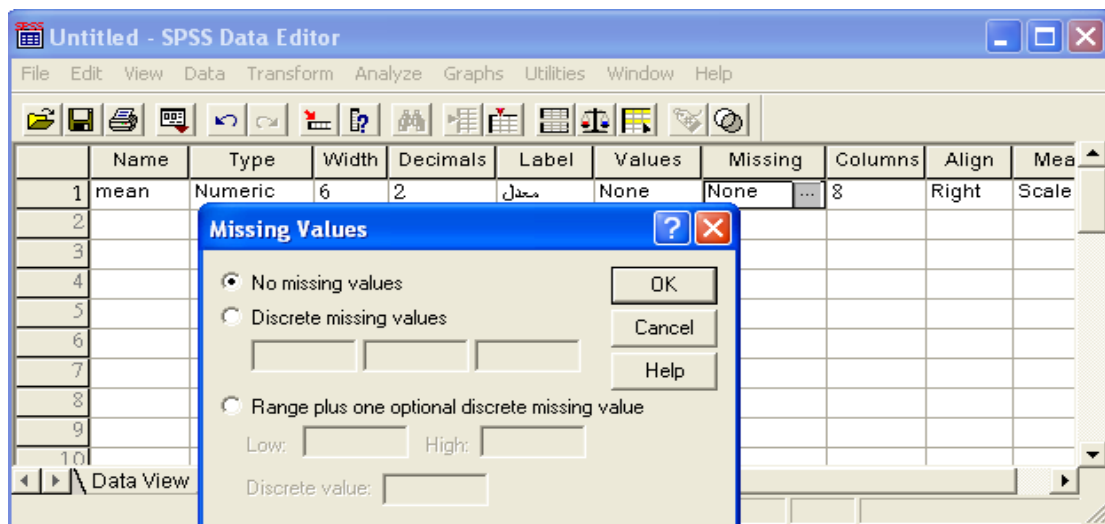 SPSS
Untitled - SPSS Data Editor
File Edit View Data Transform Analyze Graphs Utilities Window Help
Name Type Width Decimals Label Values Missing Columns Align Mea
1 mean Numeric 6 2 معدل None None ... 8 Right Scale
2
3
4
5
6
7
8
9
10
Missing Values
No missing values
OK
Discrete missing values
Cancel
Help
Range plus one optional discrete missing value
Low: High:
Discrete value:
Data View